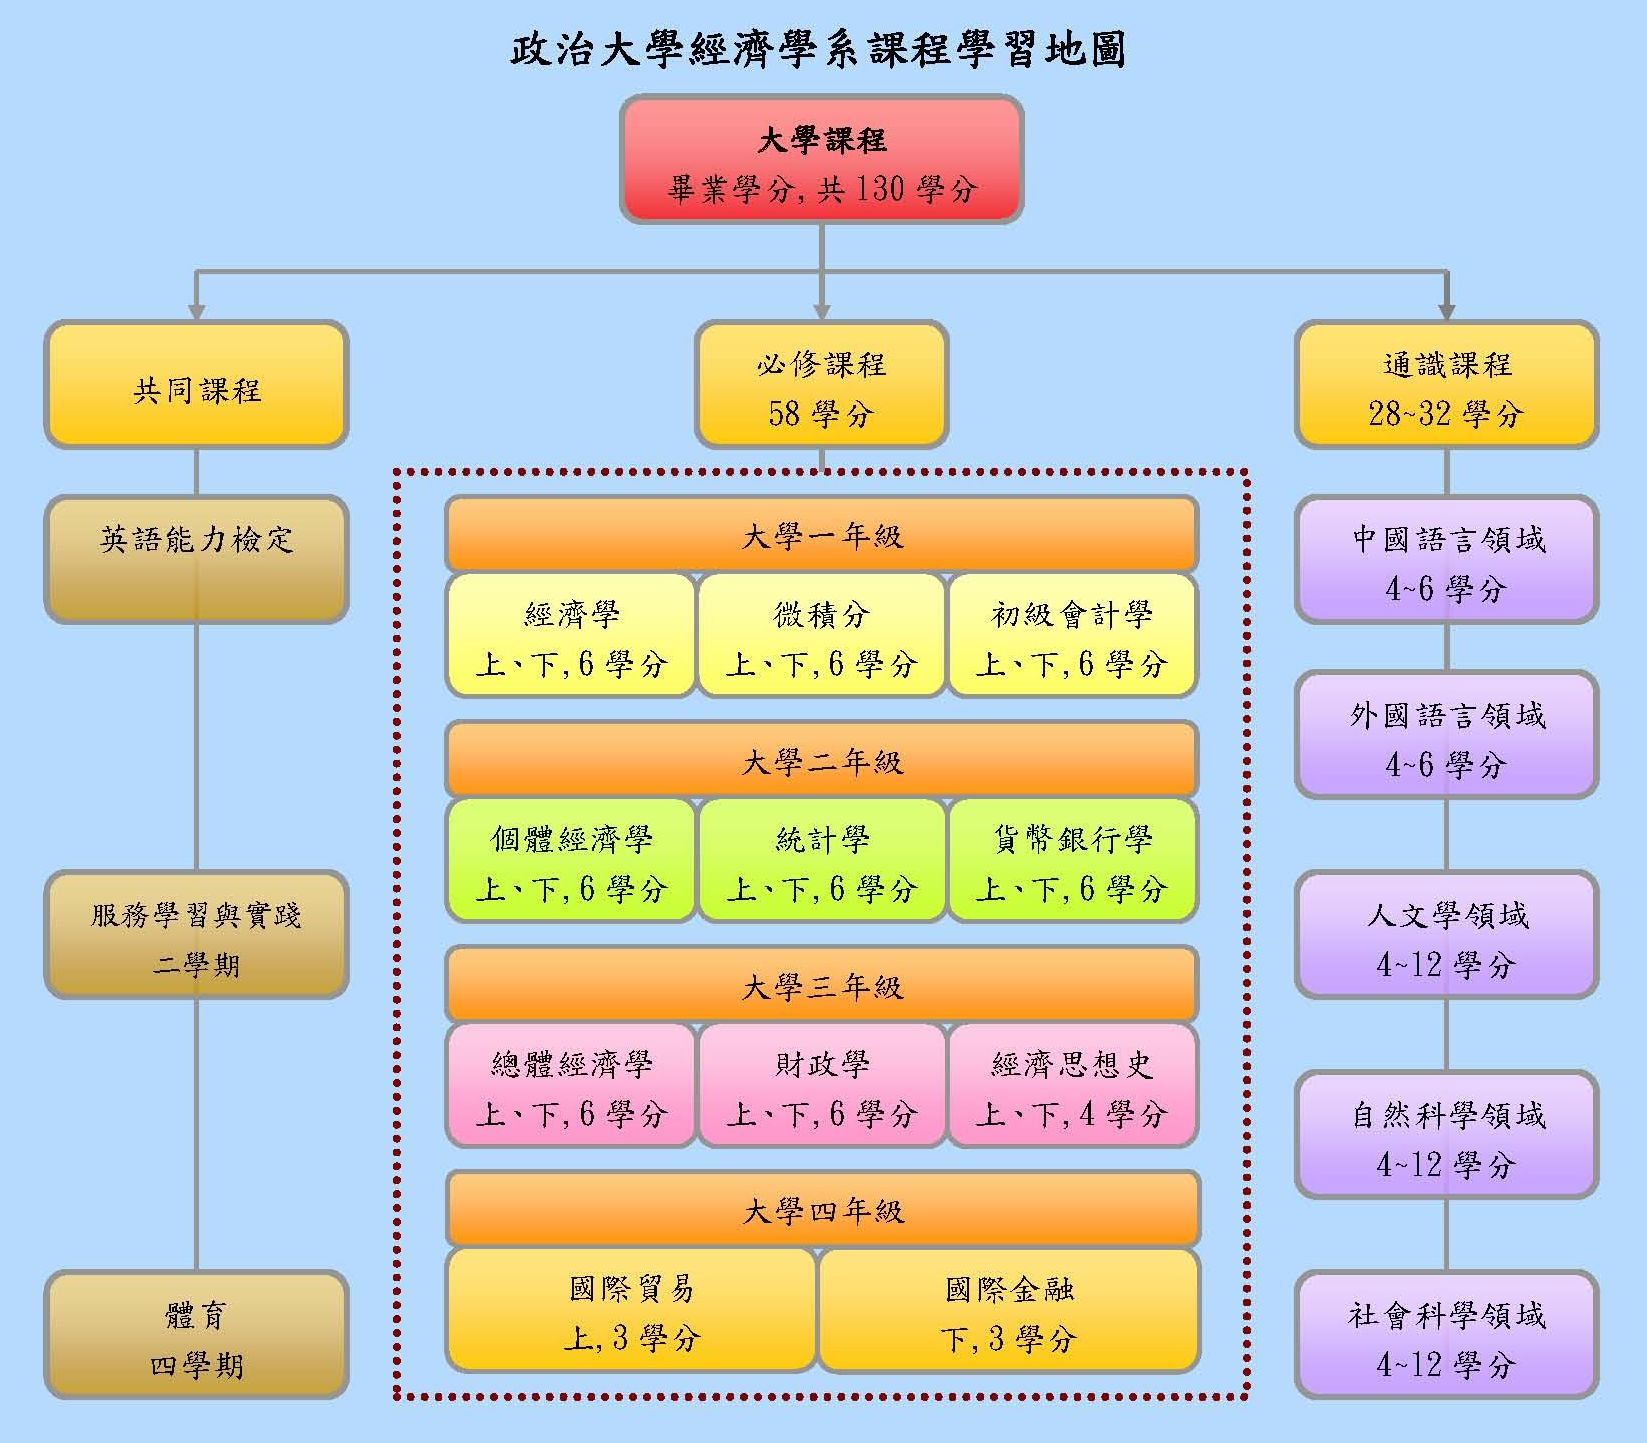 政治大學經濟學系課程學習地圖
大學課程
畢業學分, 共 130 學分
共同課程
英語能力檢定
服務學習與實踐
二學期
體育
四學期
必修課程
58 學分
大學一年級
經濟學
上、下, 6 學分
微積分
上、下, 6 學分
初級會計學
上、下, 6 學分
大學二年級
個體經濟學
上、下, 6 學分
統計學
上、下, 6 學分
貨幣銀行學
上、下, 6 學分
大學三年級
總體經濟學
上、下, 6 學分
財政學
上、下, 6 學分
經濟思想史
上、下, 4 學分
大學四年級
國際貿易
上, 3 學分
國際金融
下, 3 學分
通識課程
28~32 學分
中國語言領域
4~6 學分
外國語言領域
4~6 學分
人文學領域
4~12 學分
自然科學領域
4~12 學分
社會科學領域
4~12 學分